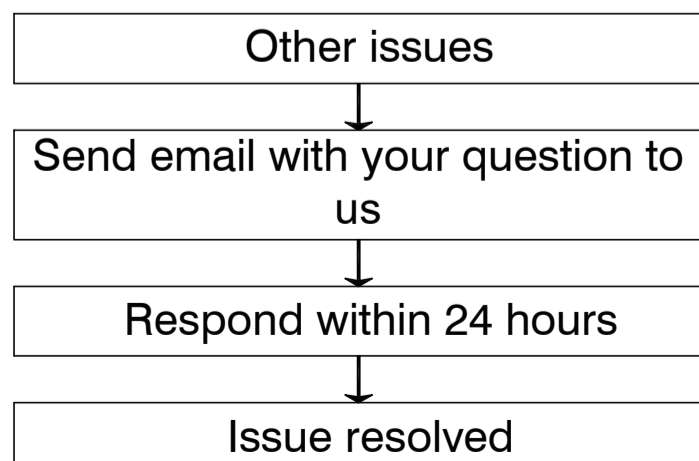 Other issues
Send email with your question to
us
Respond within 24 hours
Issue resolved